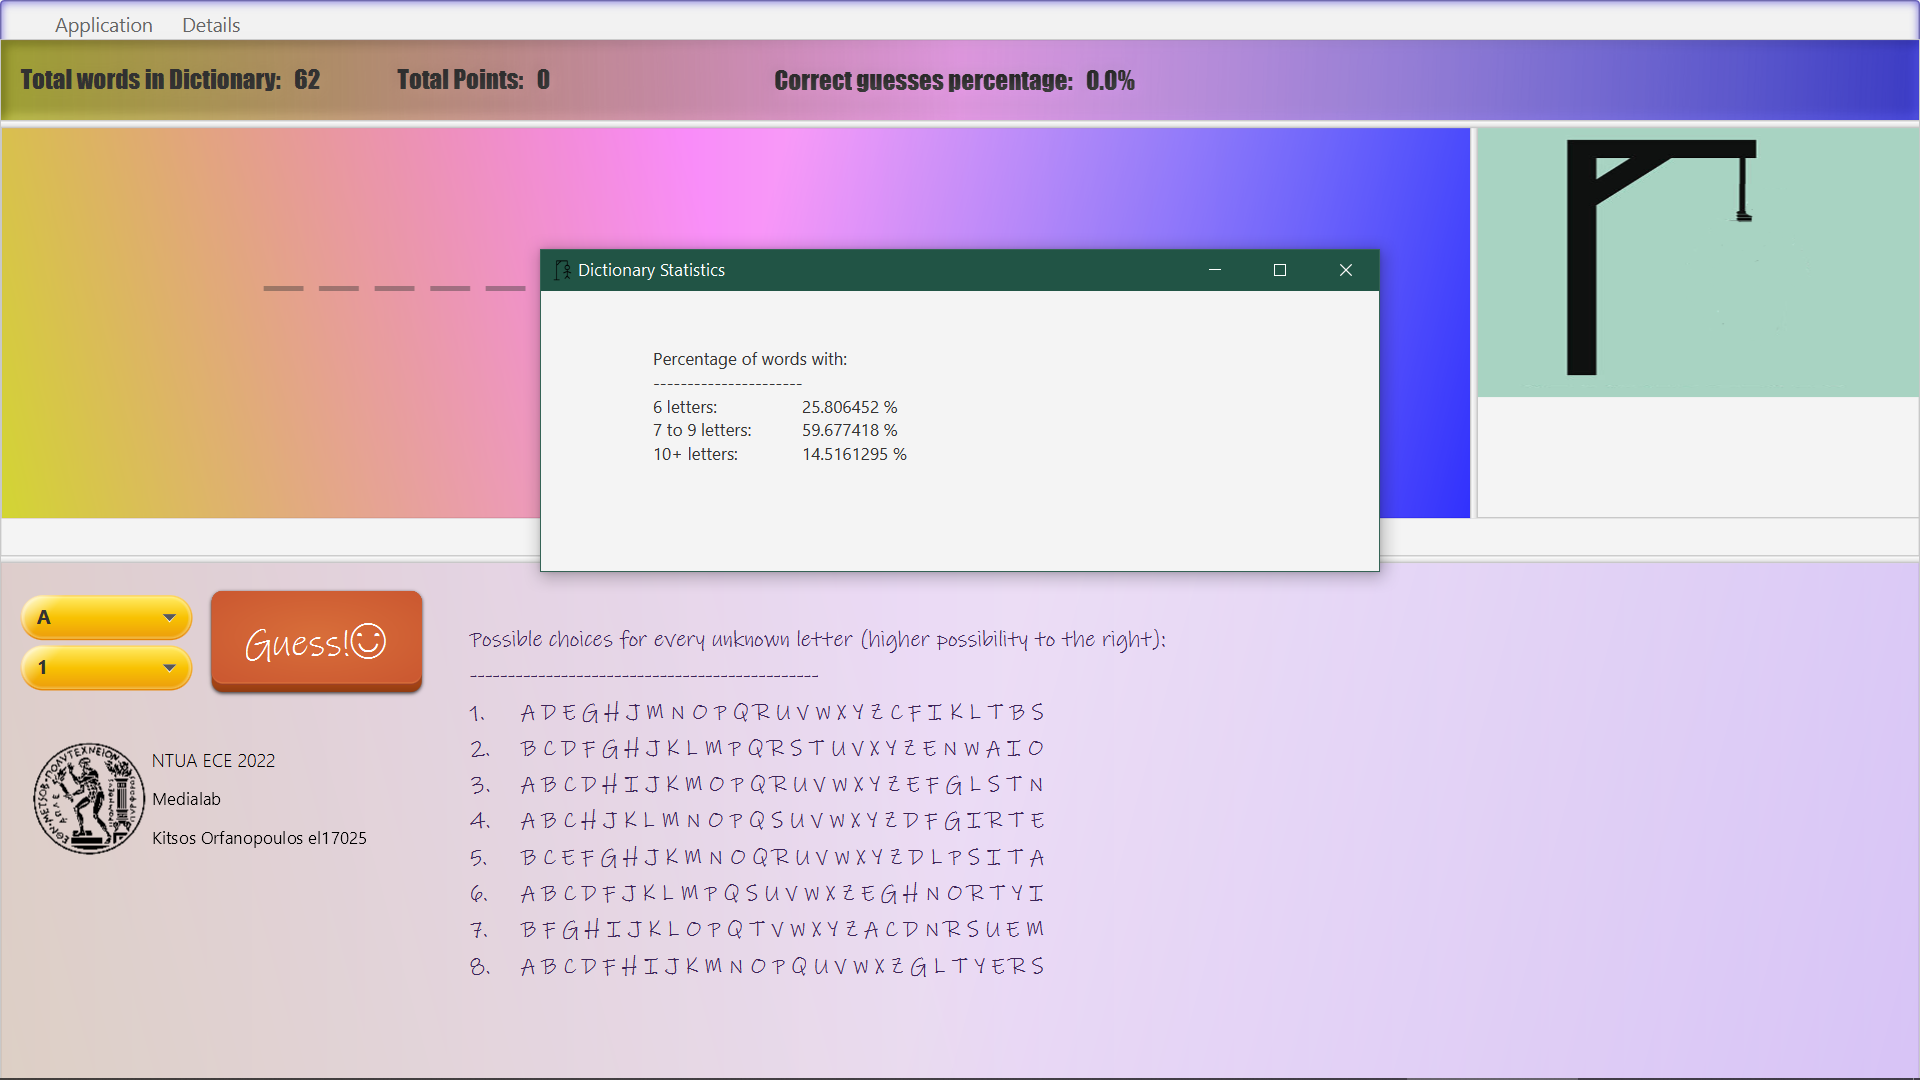 Application Details
Total words in Dictionary: 62 Total Points: 0 Correct guesses percentage: 0.0%
Dictionary Statistics
Percentage of words with:
----------------------
6 letters: 25.806452 %
7 to 9 letters: 59.677418 %
10+ letters: 14.5161295 %
A
1
Guess!☺
Possible choices for every unknown letter (higher possibility to the right):
----------------------------------------------
1. A D E G H J M N O P Q R U V W X Y Z C F I K L T B S
2. B C D F G H J K L M P Q R S T U V X Y Z E N W A I O
3. A B C D H I J K M O P Q R U V W X Y Z E F G L S T N
4. A B C H J K L M N O P Q S U V W X Y Z D F G I R T E
5. B C E F G H J K M N O Q R U V W X Y Z D L P S I T A
6. A B C D F J K L M P Q S U V W X Z E G H N O R T Y I
7. B F G H I J K L O P Q T V W X Y Z A C D N R S U E M
8. A B C D F H I J K M N O P Q U V W X Z G L T Y E R S
NTUA ECE 2022
Medialab
Kitsos Orfanopoulos el17025